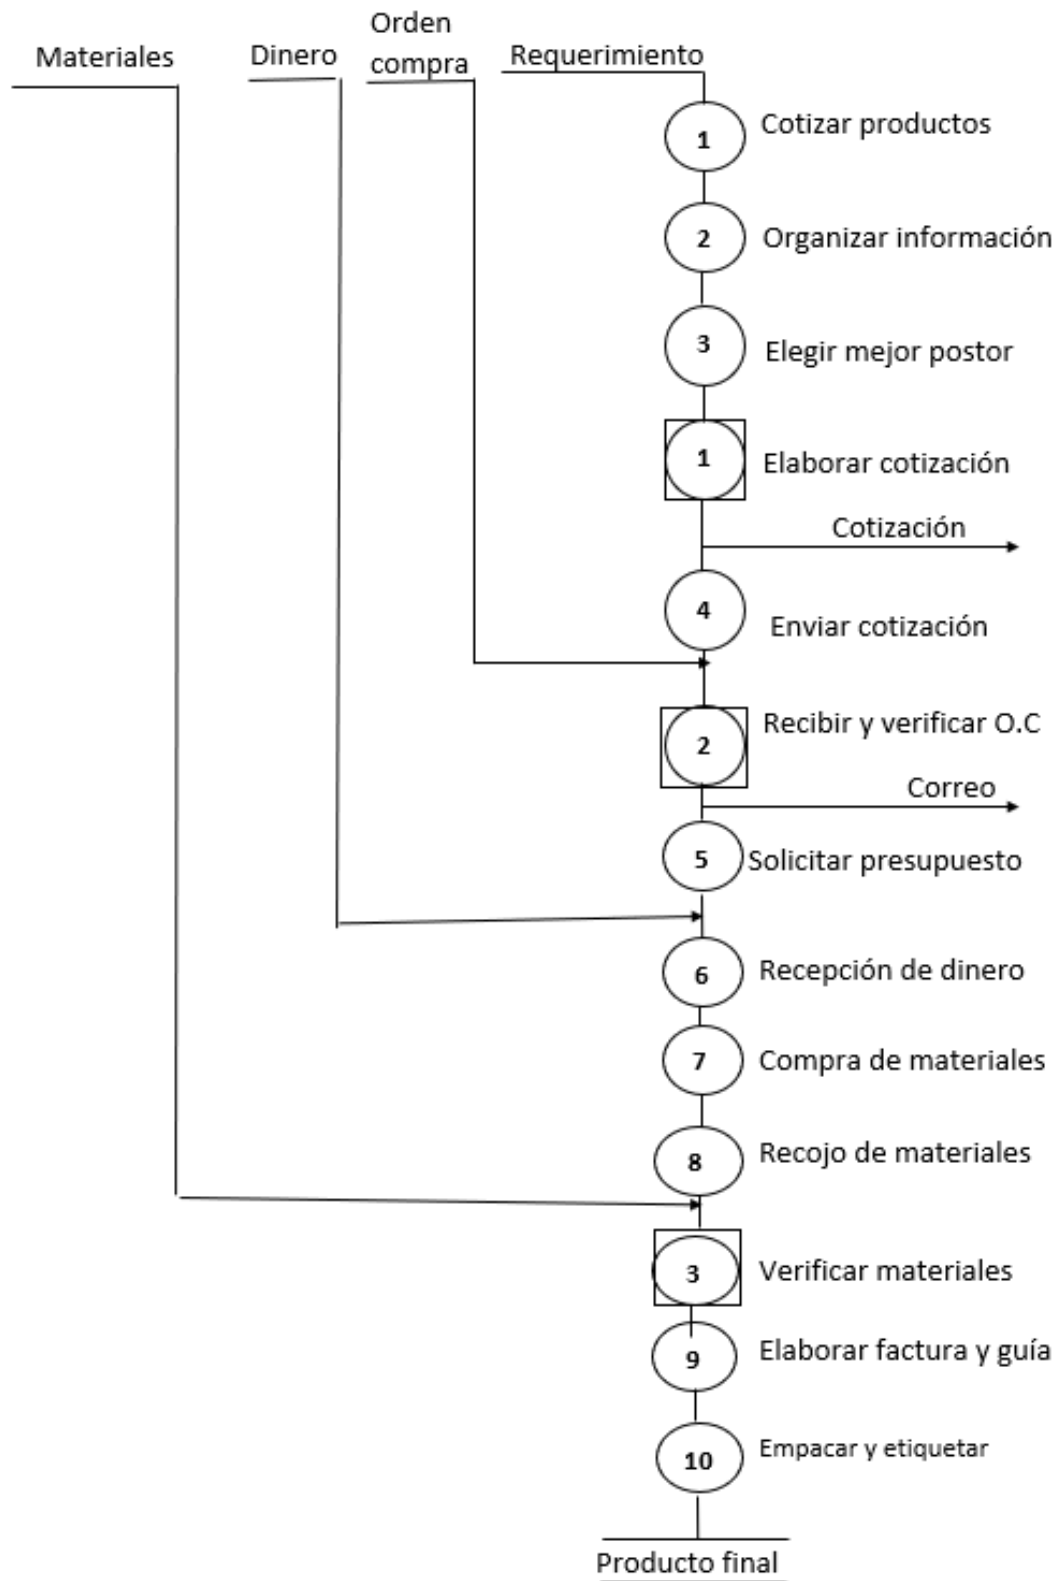 Materiales
Dinero
Orden
compra
Requerimiento
1
Cotizar productos
2
Organizar información
3
Elegir mejor postor
1
Elaborar cotización
Cotización
4
Enviar cotización
2
Recibir y verificar O.C
Correo
5
Solicitar presupuesto
6
Recepción de dinero
7
Compra de materiales
8
Recojo de materiales
3
Verificar materiales
9
Elaborar factura y guía
10
Empacar y etiquetar
Producto final